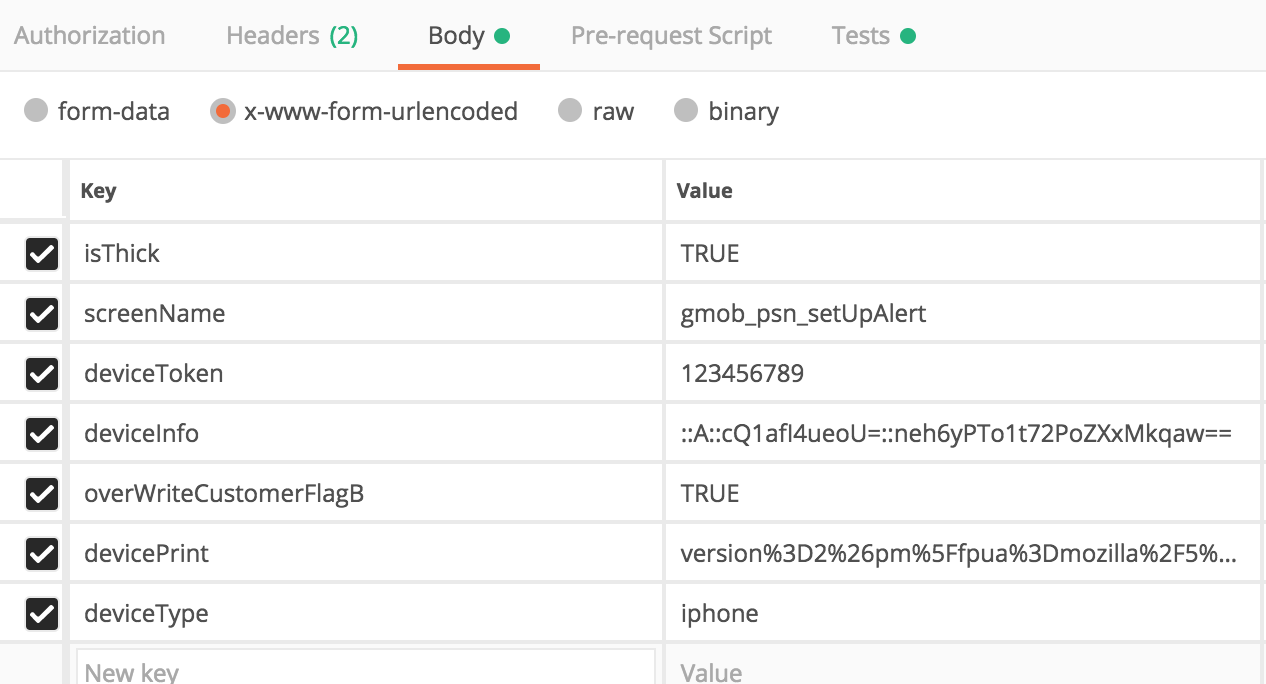 Authorization Headers (2) Body Pre-request Script Tests
form-data x-www-form-urlencoded raw binary
Key Value
isThick TRUE
screenName gmob_psn_setUpAlert
deviceToken 123456789
deviceInfo ::A::cQ1afI4ueoU=::neh6yPTo1t72PoZXxMkqaw==
overWriteCustomerFlagB TRUE
devicePrint version%3D2%26pm%5Ffpua%3Dmozilla%2F5%...
deviceType iphone
New key Value